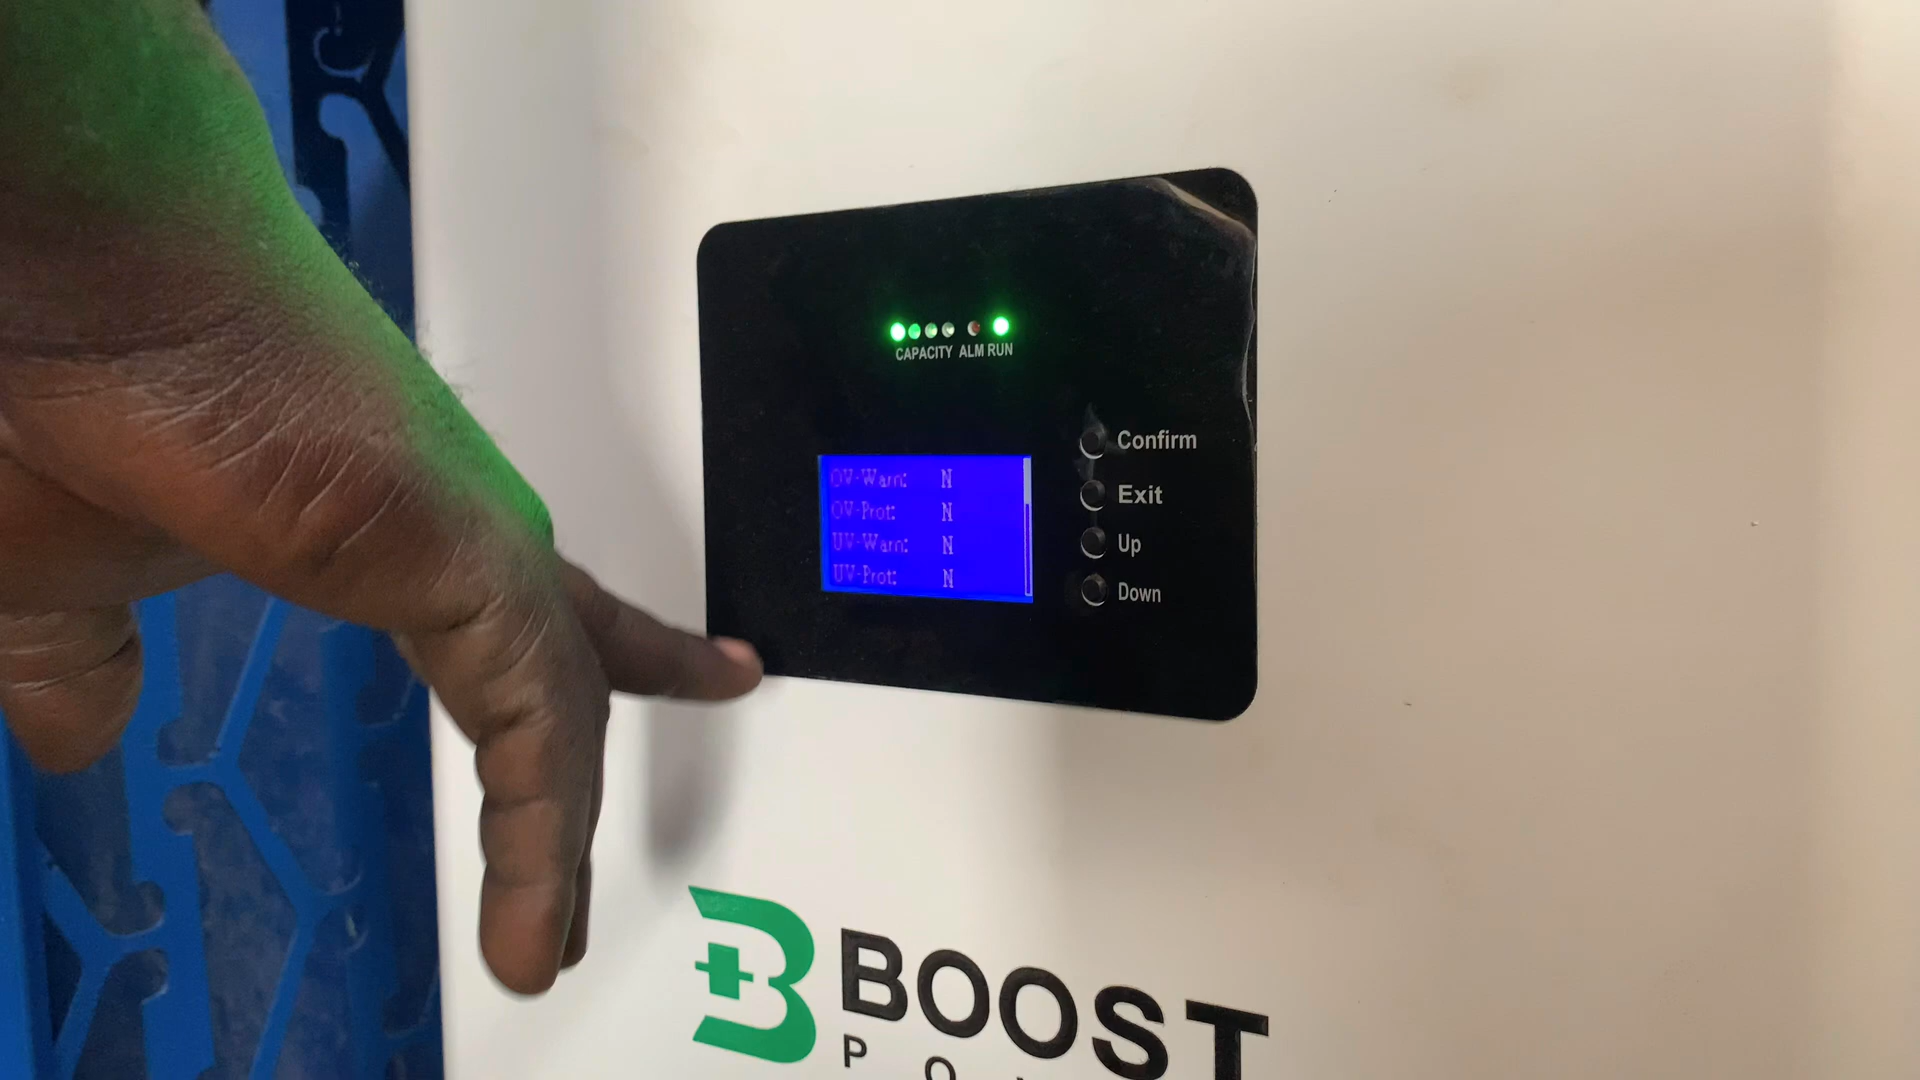 CAPACITY ALM RUN
Confirm
Exit
Up
Down
OV-Warn: N
OV-Prot: N
UV-Warn: N
UV-Prot: N
BOOST